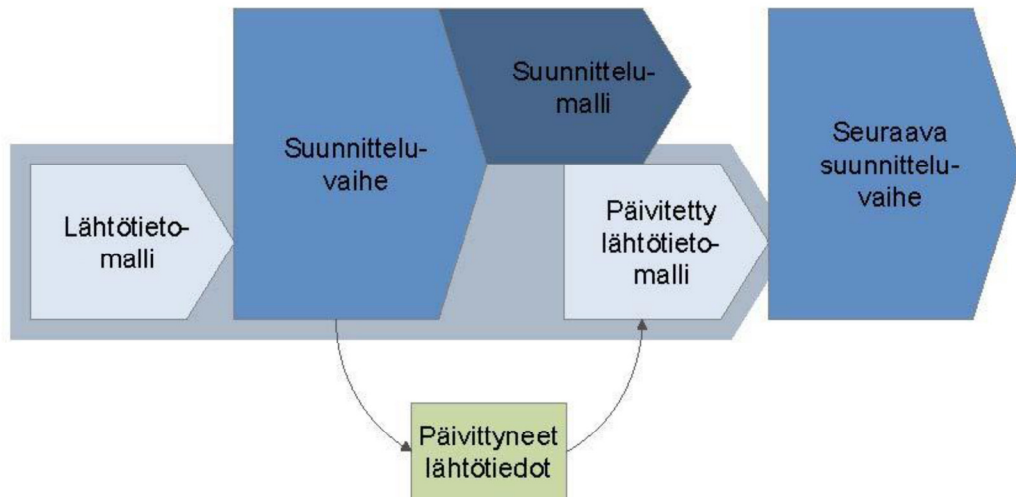 Lähtötieto-
malli
Suunnittelu-
vaihe
Suunnittelu-
malli
Päivitetty
lähtötieto-
malli
Seuraava
suunnittelu-
vaihe
Päivittyneet
lähtötiedot